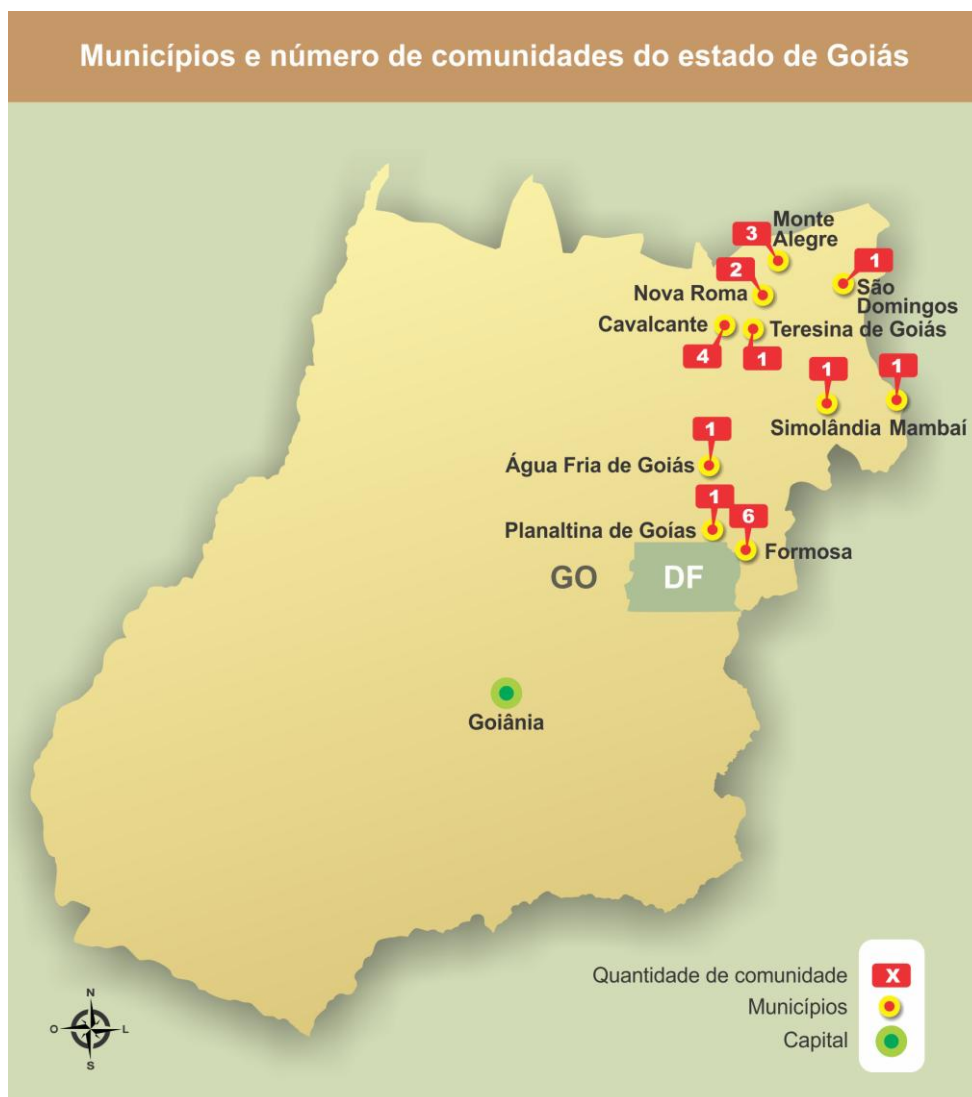 Municípios e número de comunidades do estado de Goiás
Monte
Alegre
3
1
São
Domingos
2
Nova Roma
Cavalcante
Teresina de Goiás
4
1
1
1
Simolândia
Mambaí
1
Água Fria de Goiás
1
Planaltina de Goías
6
Formosa
GO
DF
Goiânia
Quantidade de comunidade
X
Municípios
Capital
N
O
L
S